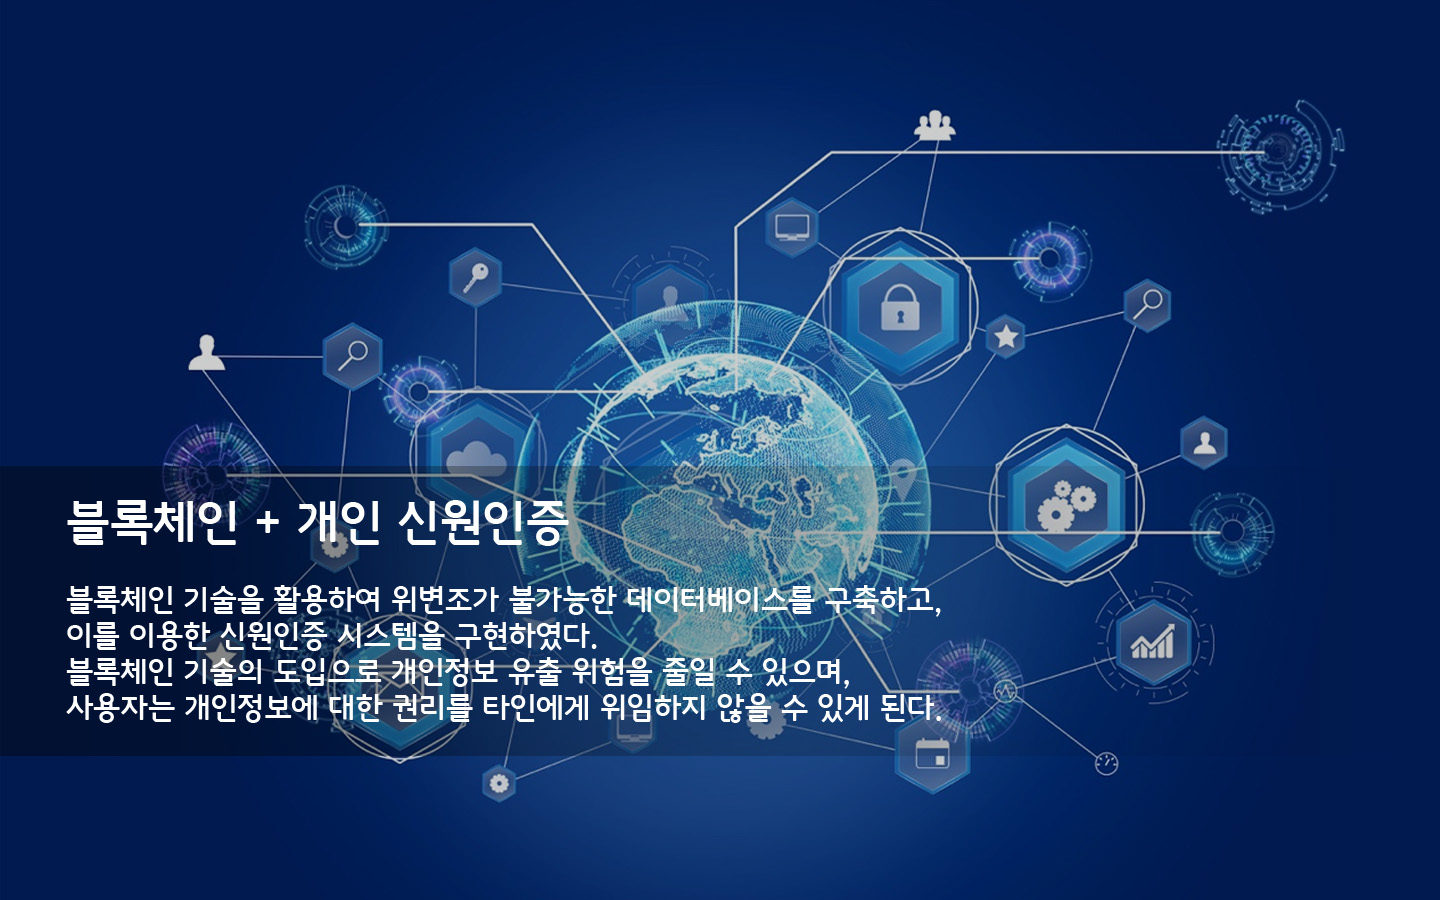 블록체인 + 개인 신원인증
블록체인 기술을 활용하여 위변조가 불가능한 데이터베이스를 구축하고,
이를 이용한 신원인증 시스템을 구현하였다.
블록체인 기술의 도입으로 개인정보 유출 위험을 줄일 수 있으며,
사용자는 개인정보에 대한 권리를 타인에게 위임하지 않을 수 있게 된다.